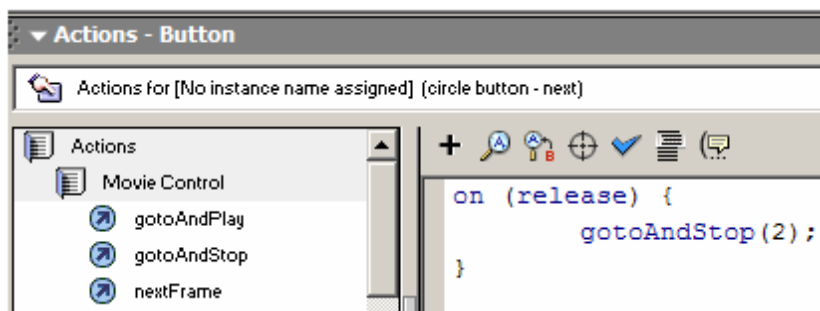 Actions - Button
Actions for [No instance name assigned] (circle button - next)
Actions
Movie Control
gotoAndPlay
gotoAndStop
nextFrame
on (release) {
gotoAndStop(2);
}